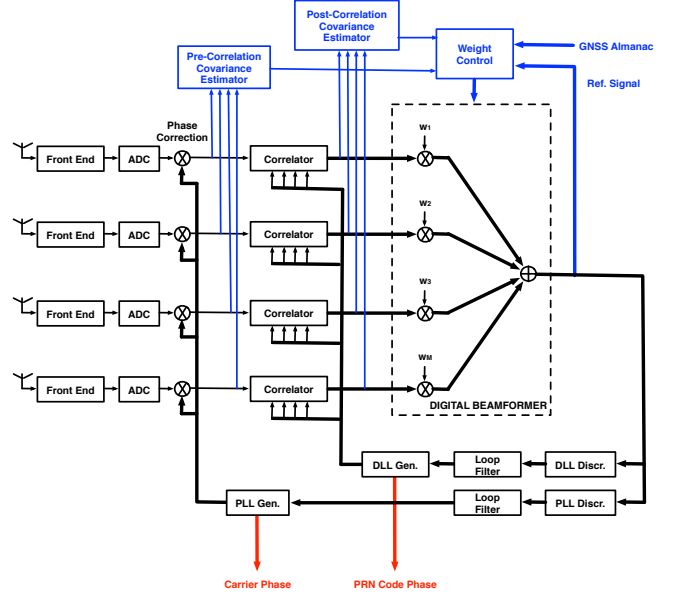 Post-Correlation
Covariance
Estimator
Pre-Correlation
Covariance
Estimator
Weight
Control
GNSS Almanac
Ref. Signal
Phase
Correction
Front End
ADC
Correlator
w1
Front End
ADC
Correlator
w2
Front End
ADC
Correlator
w3
Front End
ADC
Correlator
wM
DIGITAL BEAMFORMER
DLL Gen.
Loop
Filter
DLL Discr.
PLL Gen.
Loop
Filter
PLL Discr.
Carrier Phase
PRN Code Phase